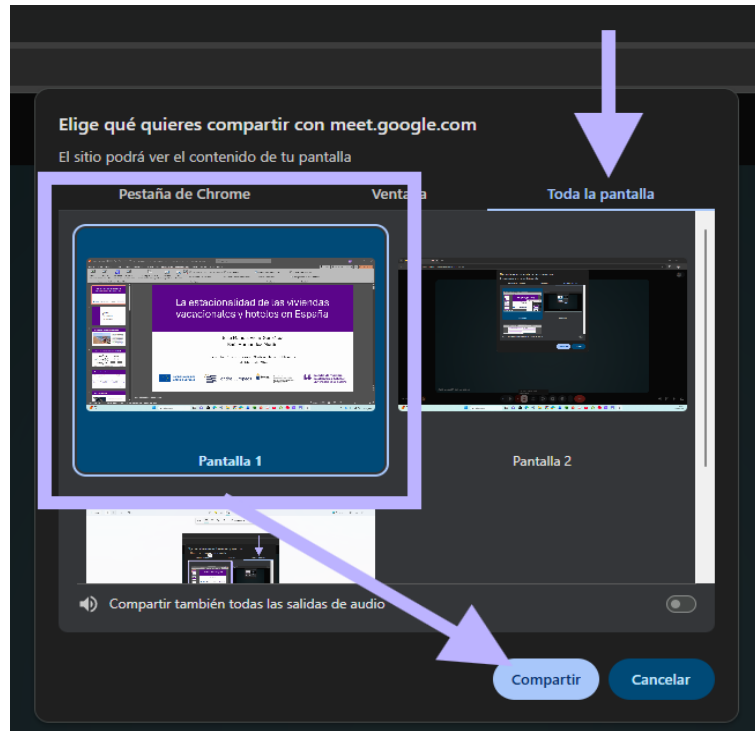 Elige qué quieres compartir con meet.google.com
El sitio podrá ver el contenido de tu pantalla
Pestaña de Chrome
Toda la pantalla
La estacionalidad de las viviendas
vacacionales y hoteles en España
Pantalla 1
Pantalla 2
Compartir también todas las salidas de audio
Compartir
Cancelar